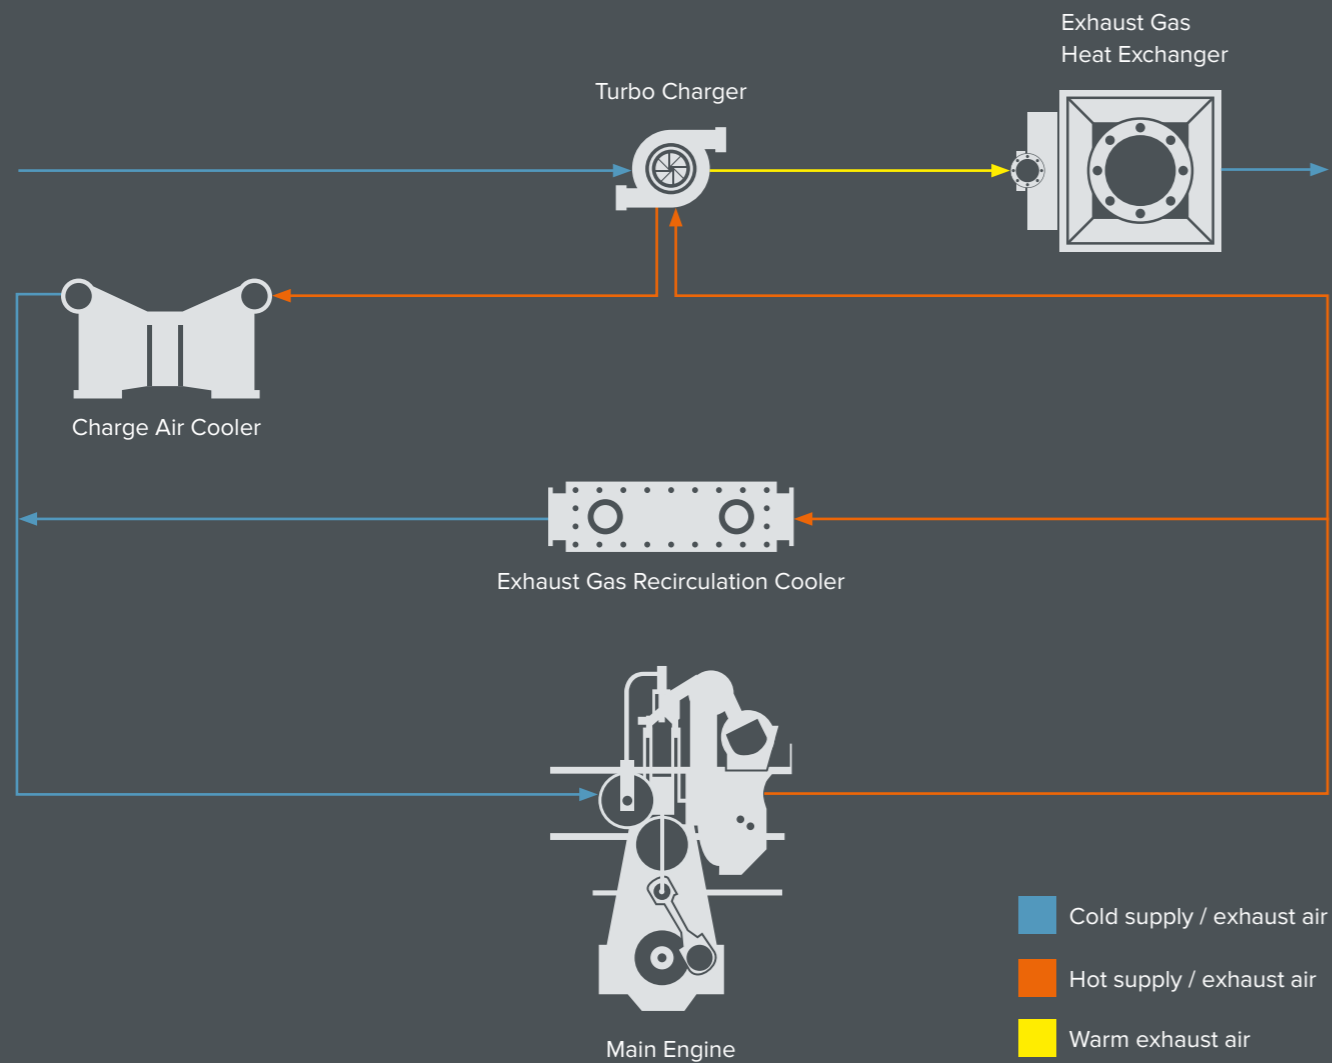 Exhaust Gas
Heat Exchanger
Turbo Charger
Charge Air Cooler
Exhaust Gas Recirculation Cooler
Main Engine
Cold supply / exhaust air
Hot supply / exhaust air
Warm exhaust air